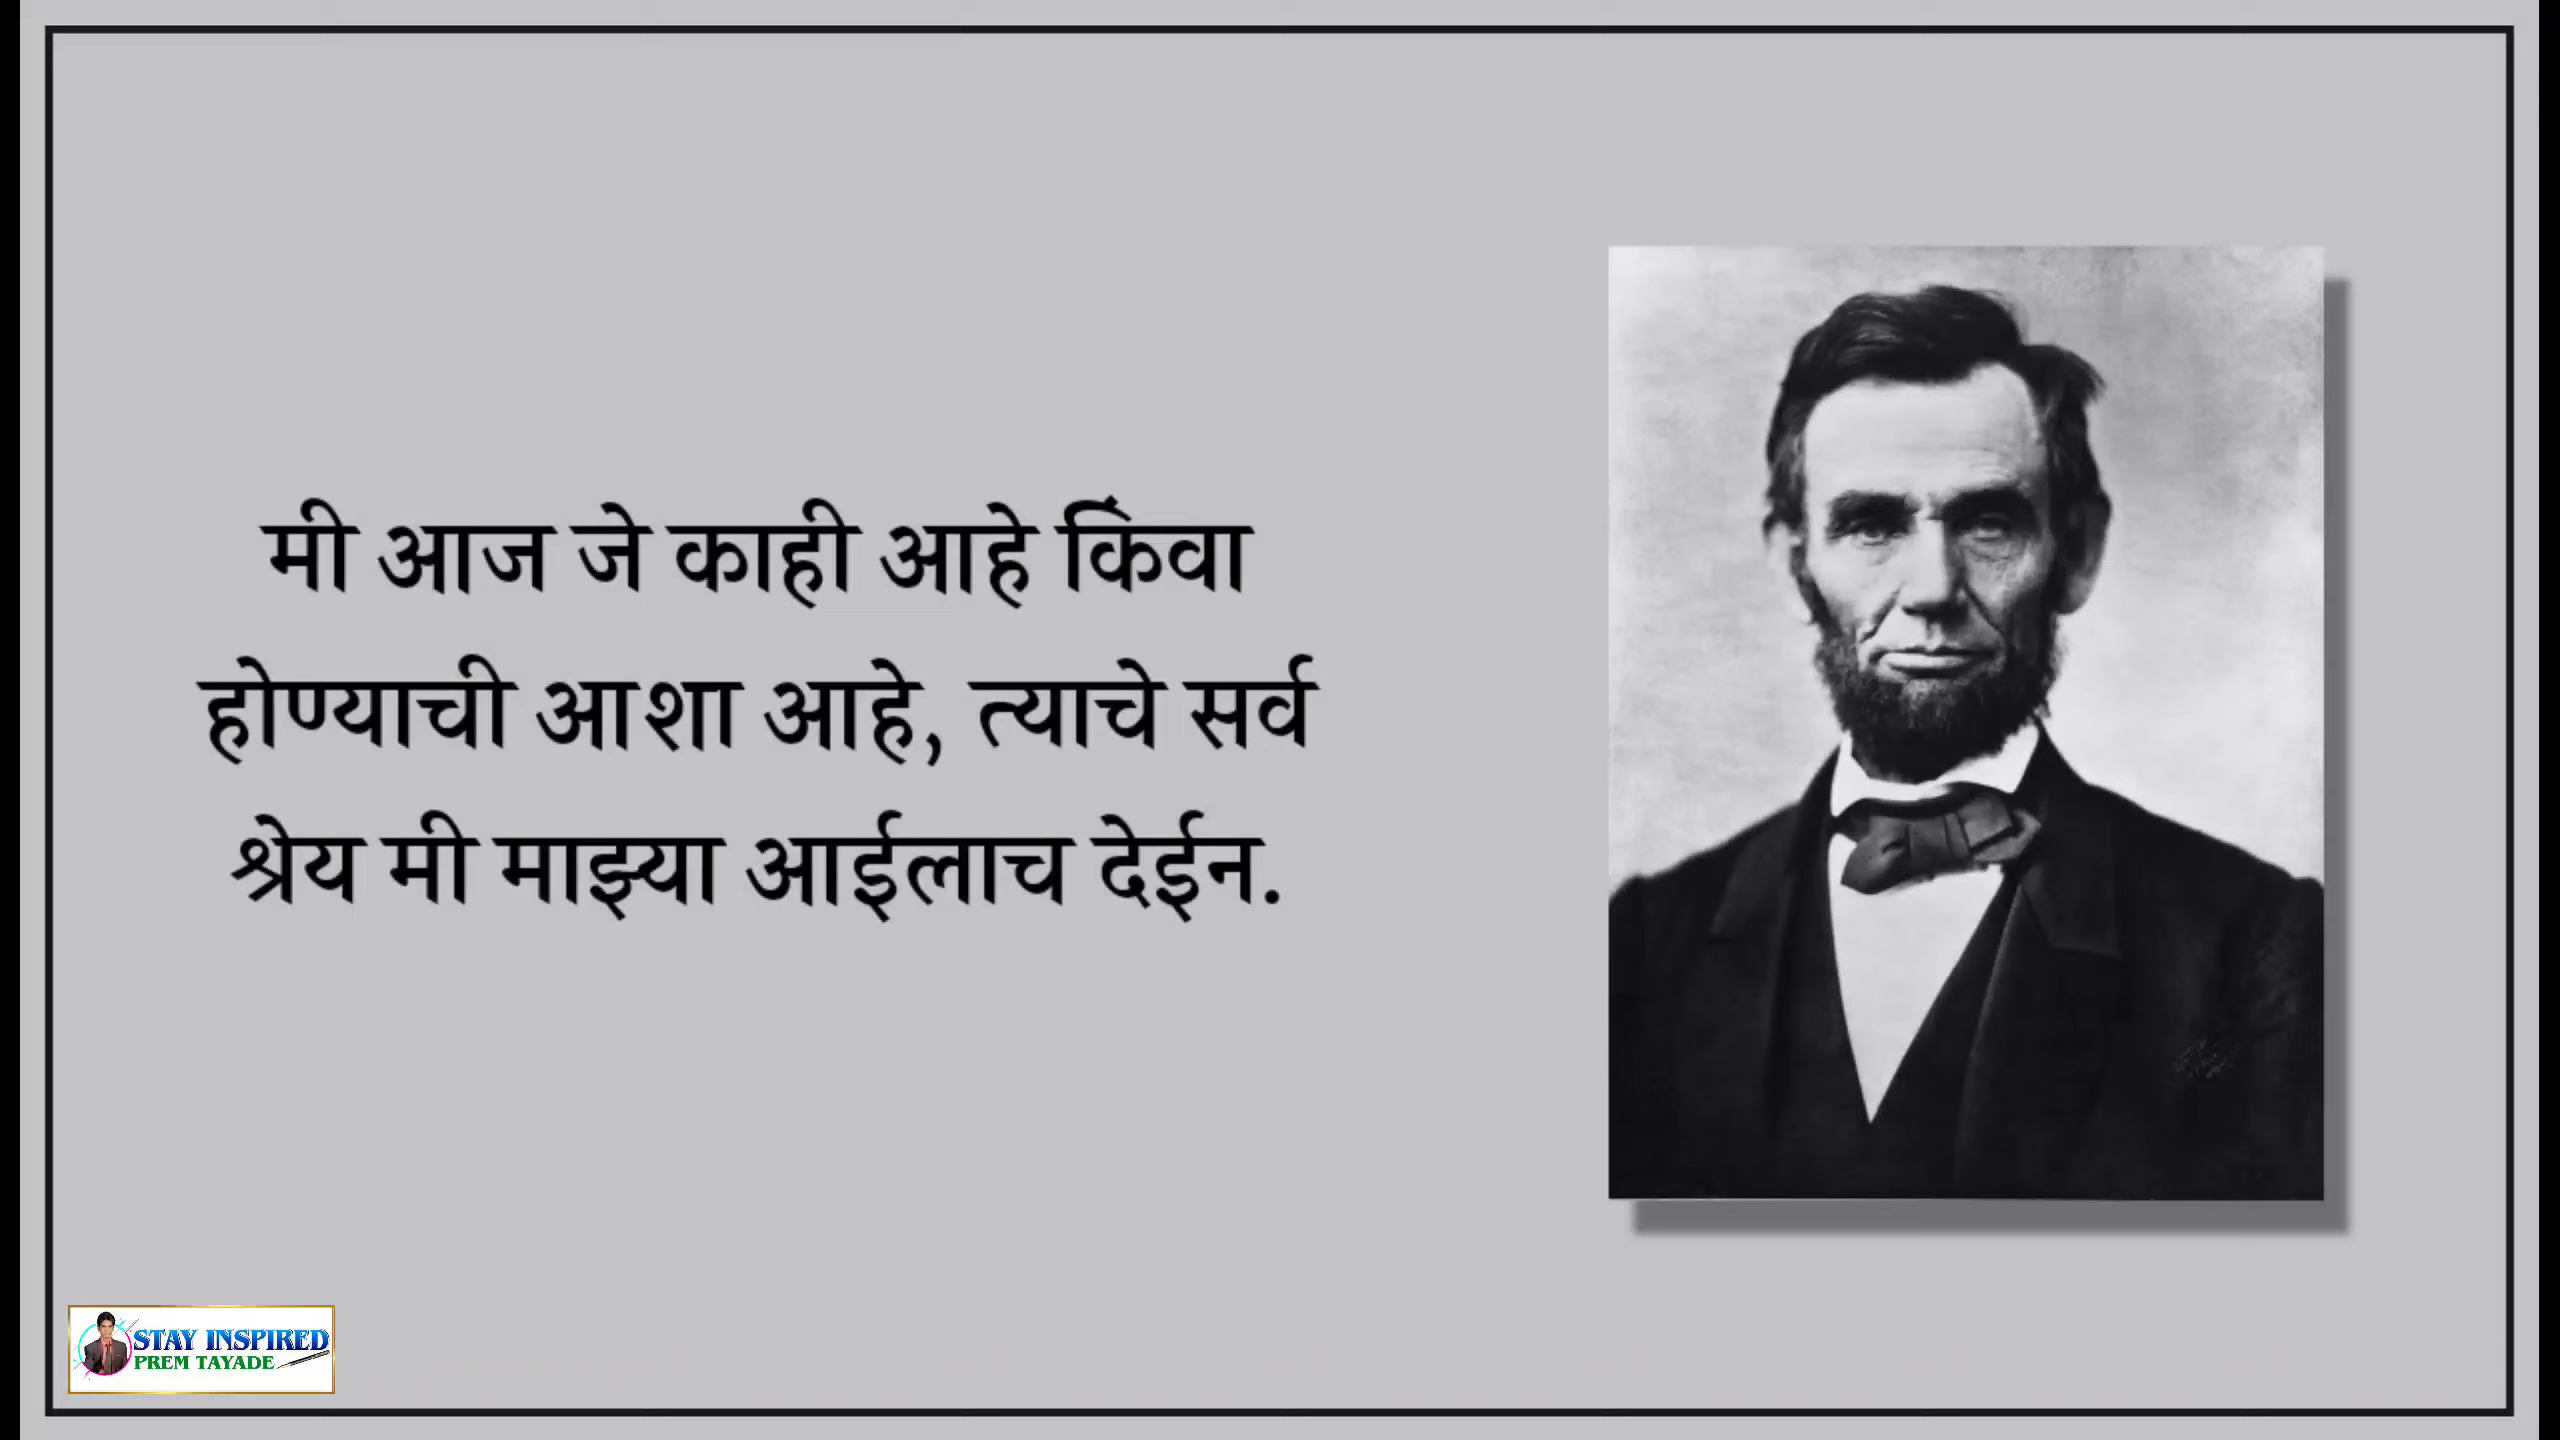 मी आज जे काही आहे किंवा
होण्याची आशा आहे, त्याचे सर्व
श्रेय मी माझ्या आईलाच देईन.
STAY INSPIRED
PREM TAYADE